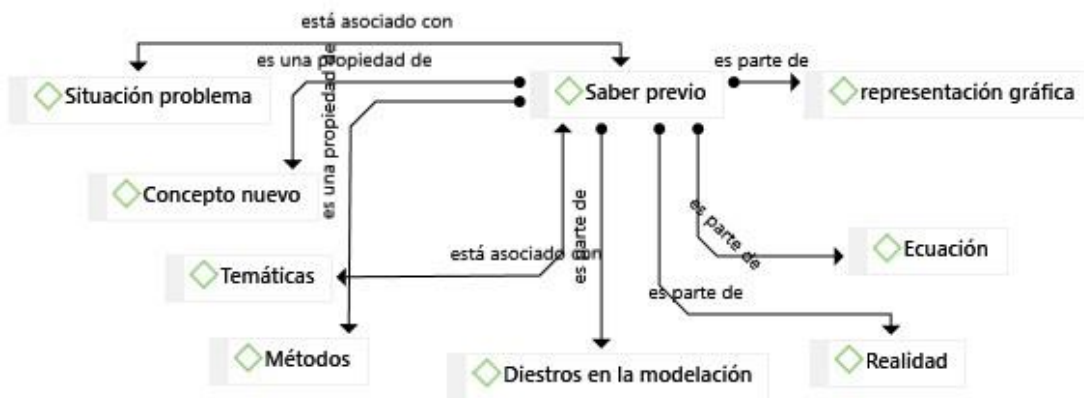 está asociado con
es una propiedad de
es parte de
Situación problema
Saber previo
representación gráfica
es una propiedad de
Concepto nuevo
es parte de
es parte de
Ecuación
está asociado con
Temáticas
es parte de
Métodos
Diestros en la modelación
Realidad